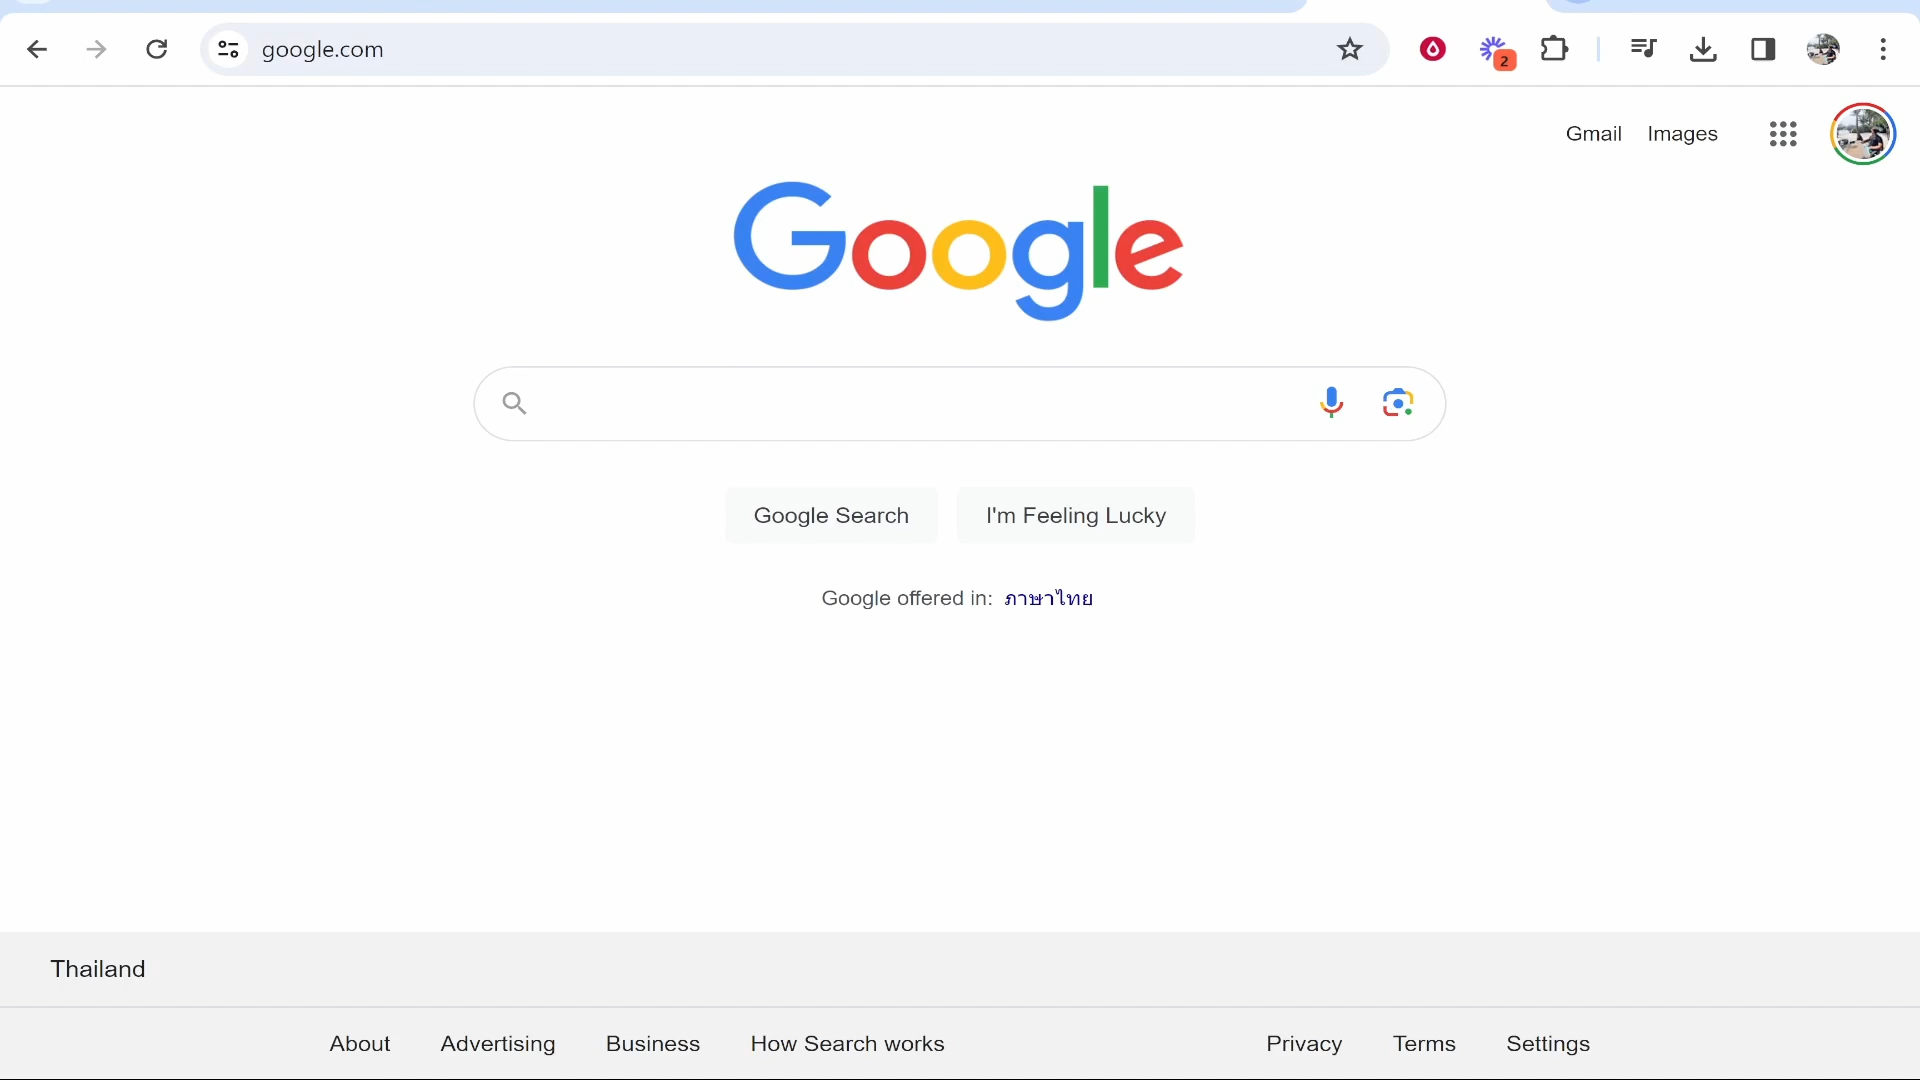 google.com
2
Gmail Images
Google
Google Search I'm Feeling Lucky
Google offered in: ภาษาไทย
Thailand
About Advertising Business How Search works Privacy Terms Settings